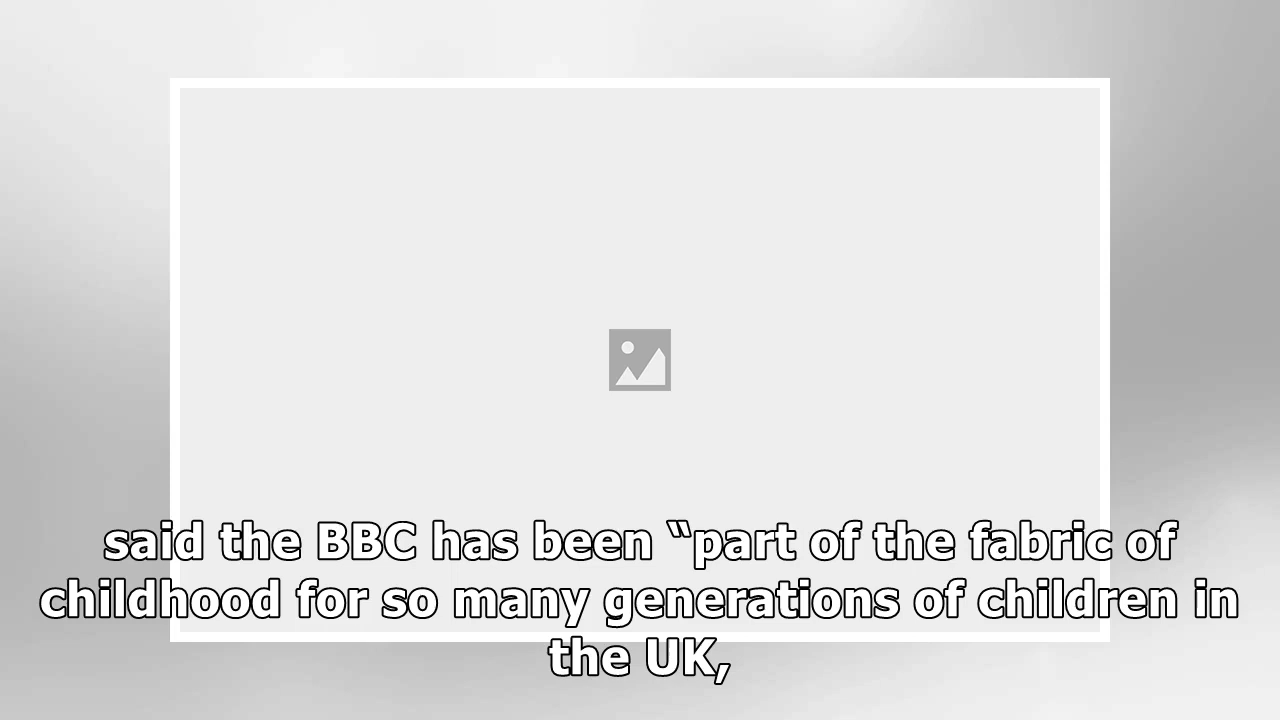 said the BBC has been “part of the fabric of
childhood for so many generations of children in
the UK,